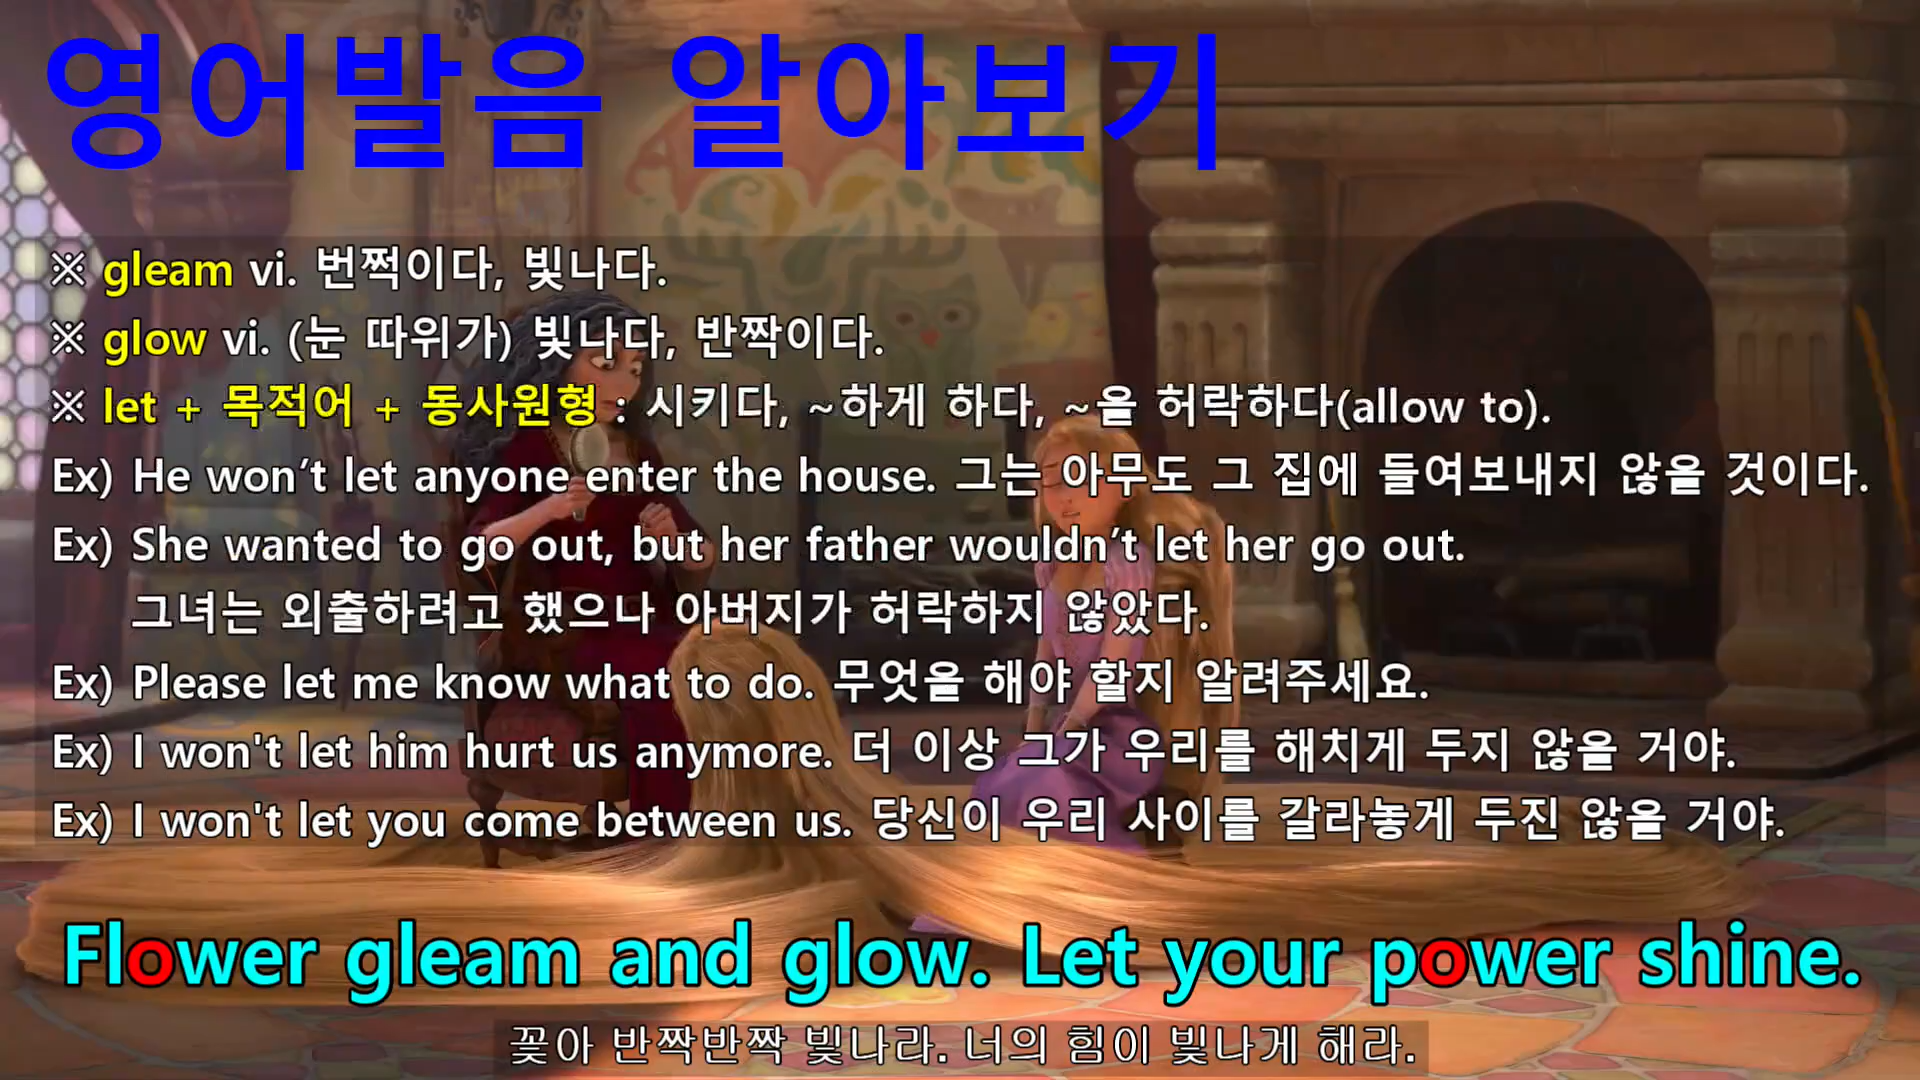 영어발음 알아보기
※ gleam vi. 번쩍이다, 빛나다.
※ glow vi. (눈 따위가) 빛나다, 반짝이다.
※ let + 목적어 + 동사원형 : 시키다, ~하게 하다, ~을 허락하다(allow to).
Ex) He won’t let anyone enter the house. 그는 아무도 그 집에 들여보내지 않을 것이다.
Ex) She wanted to go out, but her father wouldn’t let her go out.
그녀는 외출하려고 했으나 아버지가 허락하지 않았다.
Ex) Please let me know what to do. 무엇을 해야 할지 알려주세요.
Ex) I won't let him hurt us anymore. 더 이상 그가 우리를 해치게 두지 않을 거야.
Ex) I won't let you come between us. 당신이 우리 사이를 갈라놓게 두진 않을 거야.
Flower gleam and glow. Let your power shine.
꽃아 반짝반짝 빛나라. 너의 힘이 빛나게 해라.